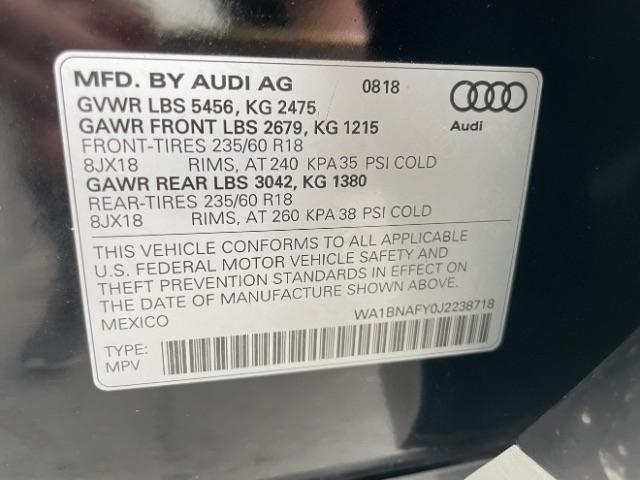 MFD. BY AUDI AG 0818
GVWR LBS 5456, KG 2475
GAWR FRONT LBS 2679, KG 1215
FRONT-TIRES 235/60 R18
8JX18 RIMS, AT 240 KPA 35 PSI COLD
GAWR REAR LBS 3042, KG 1380
REAR-TIRES 235/60 R18
8JX18 RIMS, AT 260 KPA 38 PSI COLD
Audi
THIS VEHICLE CONFORMS TO ALL APPLICABLE
U.S. FEDERAL MOTOR VEHICLE SAFETY AND
THEFT PREVENTION STANDARDS IN EFFECT ON
THE DATE OF MANUFACTURE SHOWN ABOVE.
MEXICO WA1BNAFY0J2238718
TYPE:
MPV